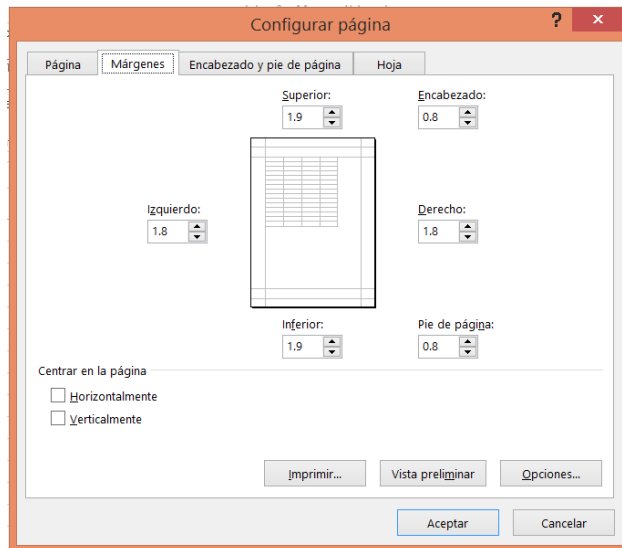 Configurar página
? ×
Página Márgenes Encabezado y pie de página Hoja
Superior: Encabezado:
1.9 0.8
Izquierdo: Derecho:
1.8 1.8
Inferior: Pie de página:
1.9 0.8
Centrar en la página
Horizontalmente
Verticalmente
Imprimir... Vista preliminar Opciones...
Aceptar Cancelar